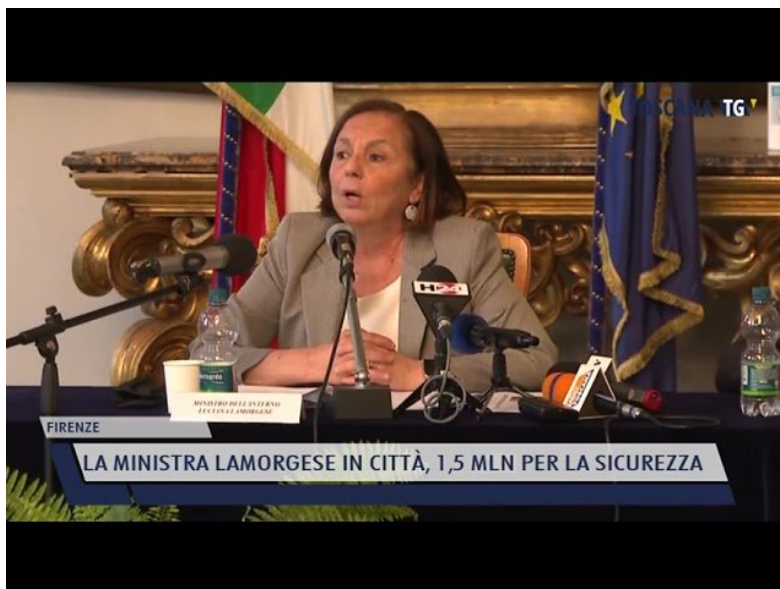 TOSCANA TG
H24
MINISTRO DELL'INTERNO
LUCIANA LAMORGESE
FIRENZE
LA MINISTRA LAMORGESE IN CITTÀ, 1,5 MLN PER LA SICUREZZA